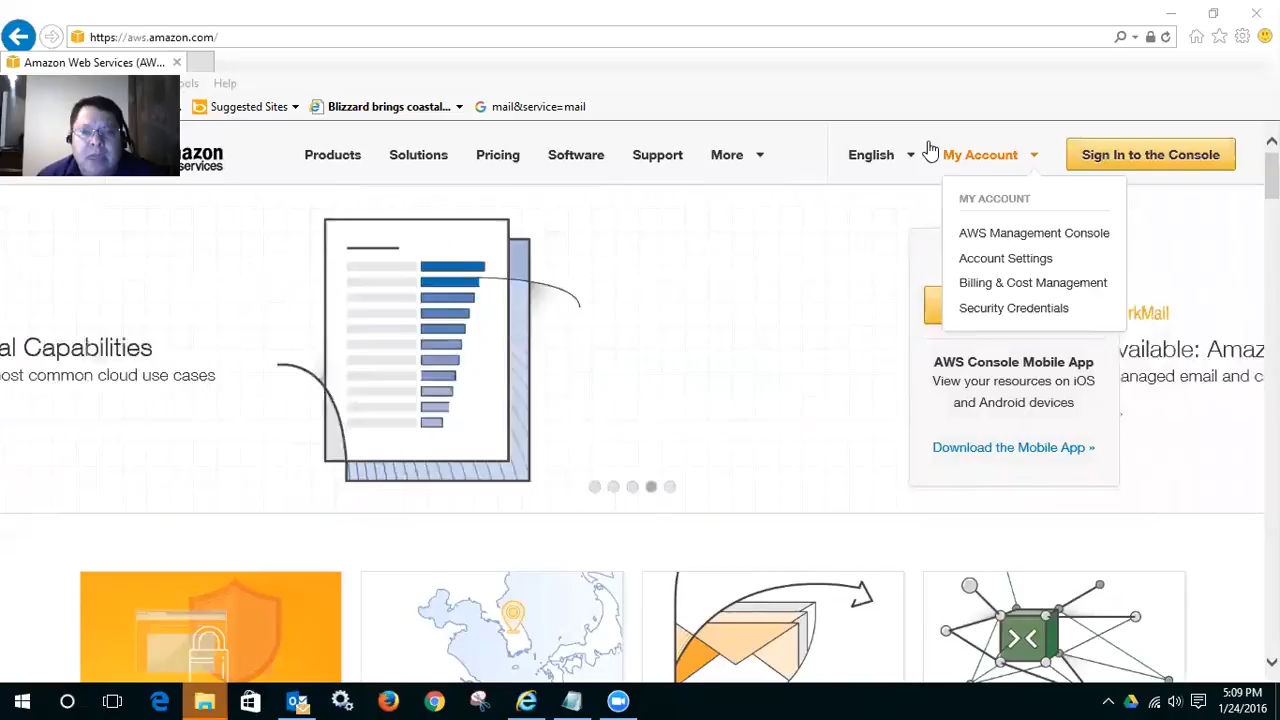 https://aws.amazon.com/
Amazon Web Services (AW...
ols Help
Suggested Sites
Blizzard brings coastal...
mail&service=mail
azon
services
Products
Solutions
Pricing
Software
Support
More
English
My Account
Sign In to the Console
MY ACCOUNT
AWS Management Console
Account Settings
Billing & Cost Management
Security Credentials
al Capabilities
ost common cloud use cases
rkMail
vailable: Amaz
anaged email and c
AWS Console Mobile App
View your resources on iOS
and Android devices
Download the Mobile App »
5:09 PM
1/24/2016